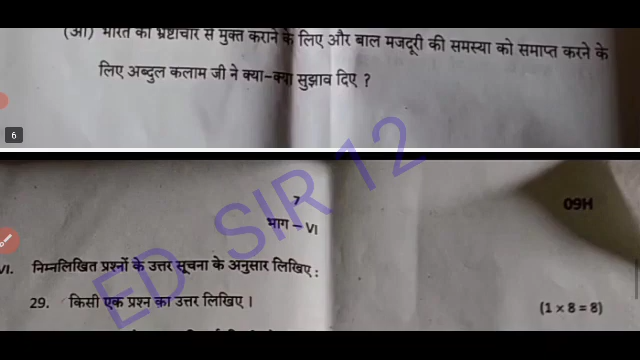 (आ) भारत को भ्रष्टाचार से मुक्त कराने के लिए और बाल मजदूरी की समस्या को समाप्त करने के
लिए अब्दुल कलाम जी ने क्या-क्या सुझाव दिए ?
6
7
09H
भाग – VI
VI. निम्नलिखित प्रश्नों के उत्तर सूचना के अनुसार लिखिए :
29. किसी एक प्रश्न का उत्तर लिखिए ।
(1 x 8 = 8)
ED SIR 12